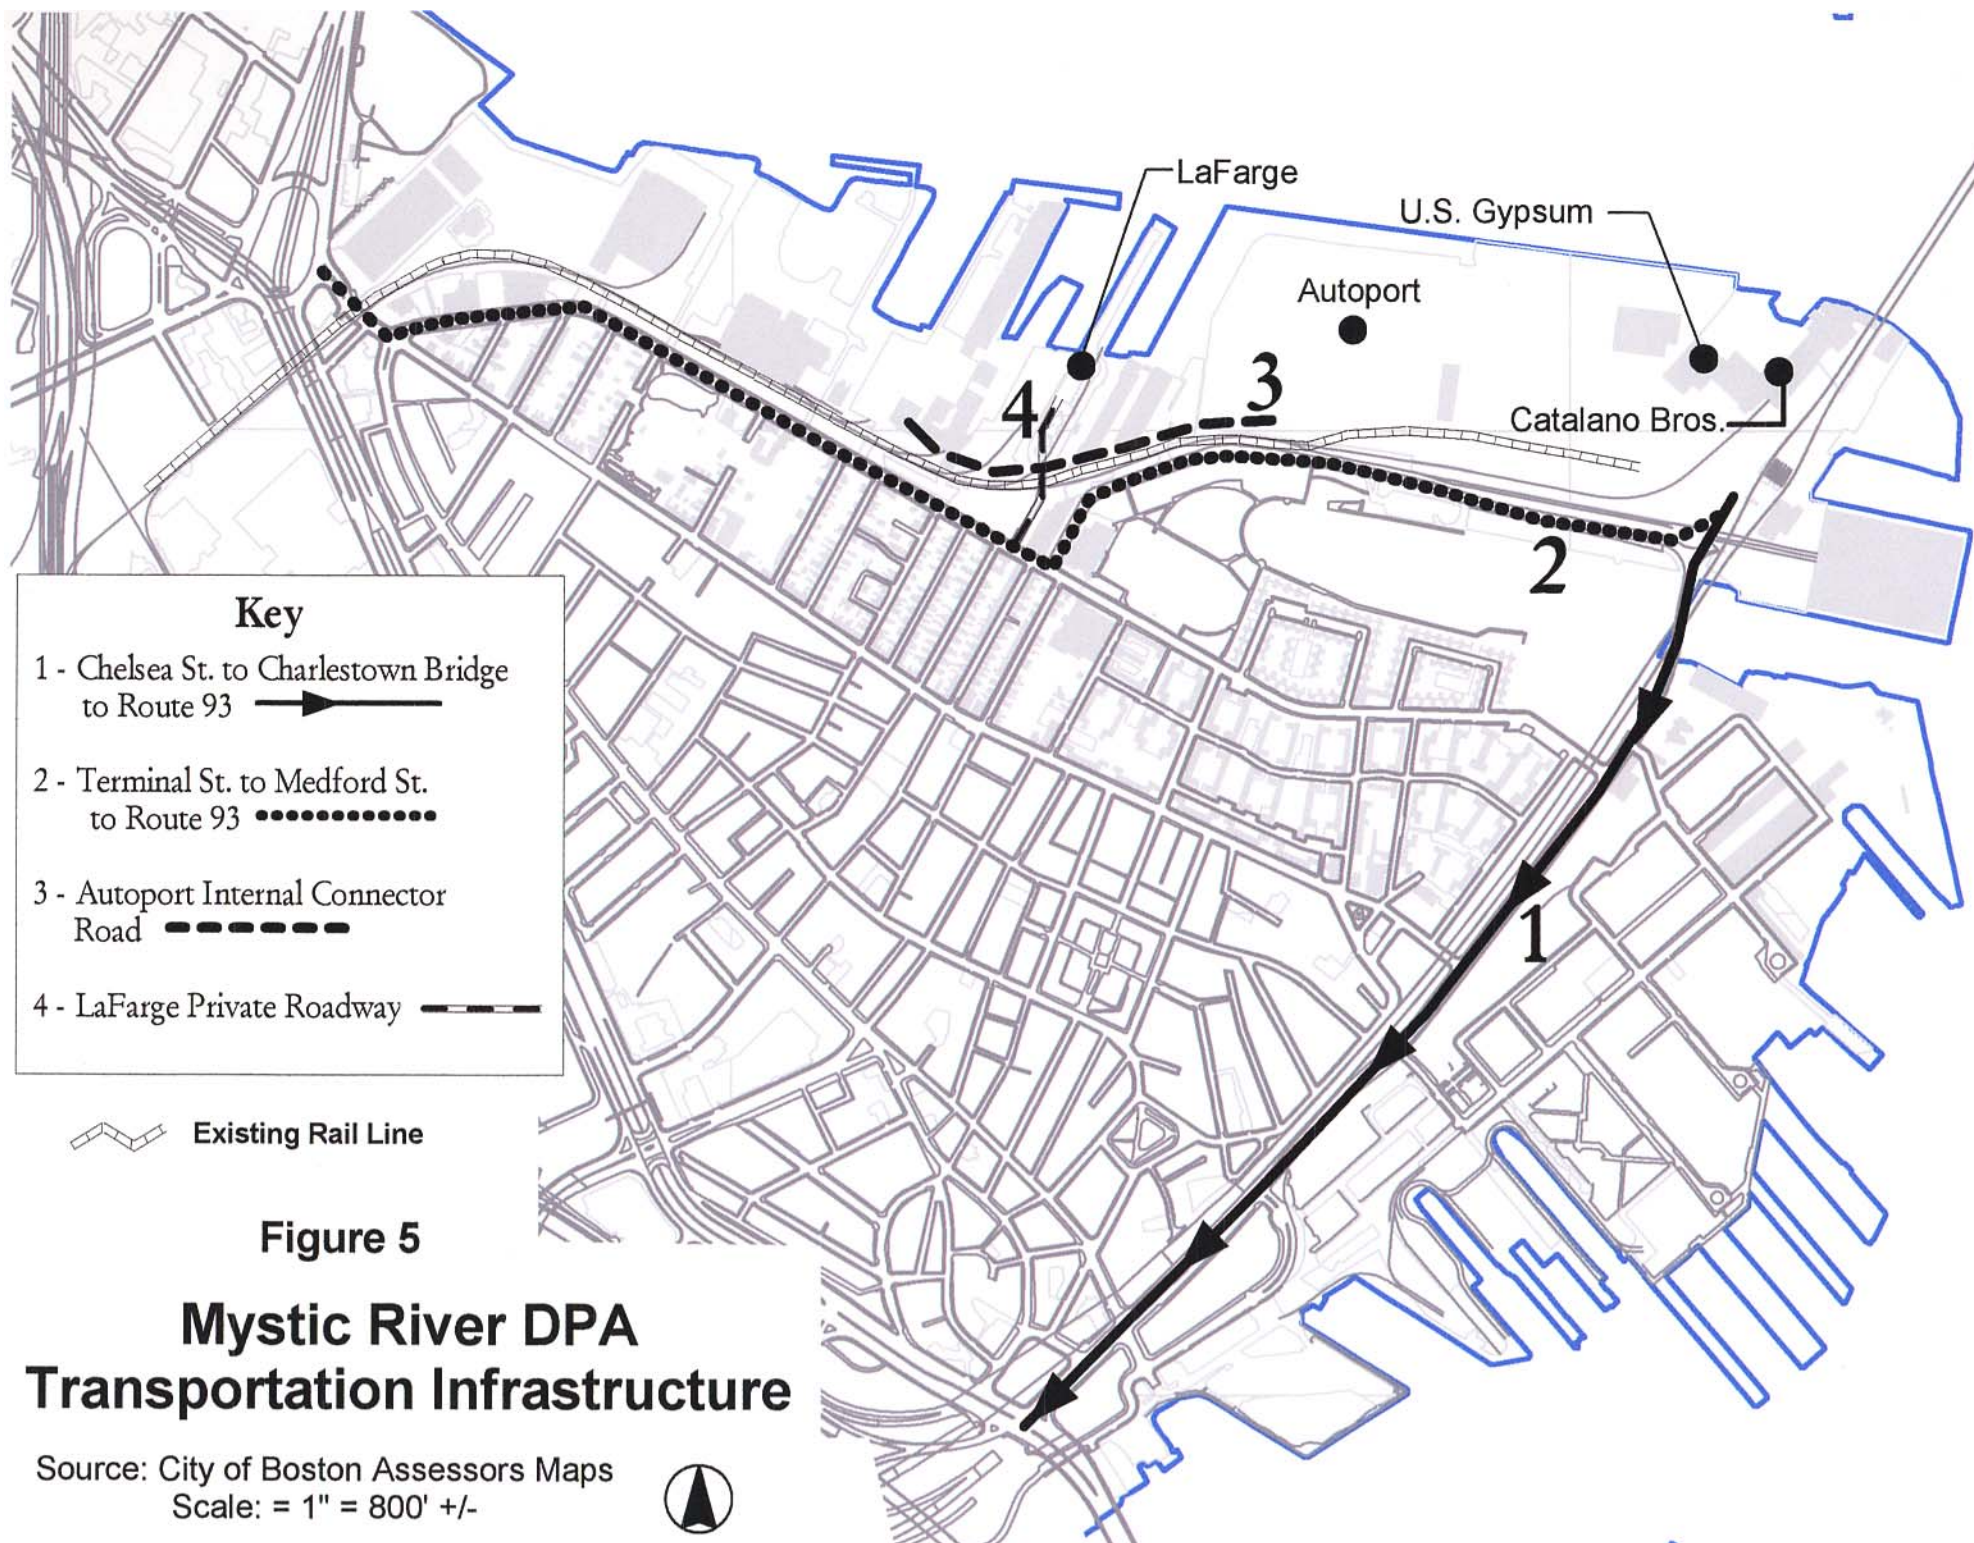 LaFarge
U.S. Gypsum
Autoport
3
4
Catalano Bros.
2
Key
1 - Chelsea St. to Charlestown Bridge
to Route 93
2 - Terminal St. to Medford St.
to Route 93
3 - Autoport Internal Connector
Road
4 - LaFarge Private Roadway
1
Existing Rail Line
Figure 5
Mystic River DPA
Transportation Infrastructure
Source: City of Boston Assessors Maps
Scale: = 1" = 800' +/-